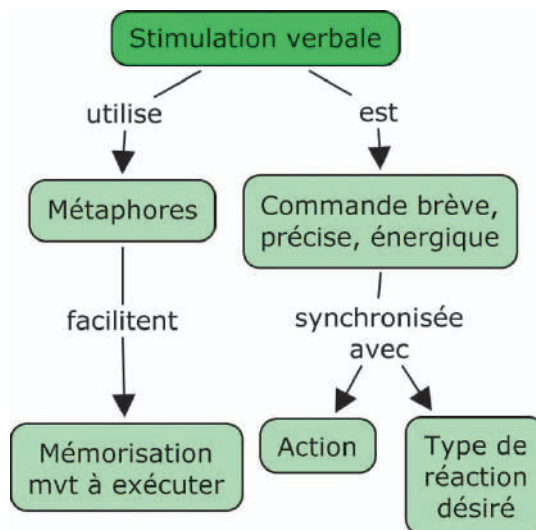 Stimulation verbale
utilise
est
Métaphores
Commande brève,
précise, énergique
facilitent
synchronisée
avec
Mémorisation
mvt à exécuter
Action
Type de
réaction
désiré